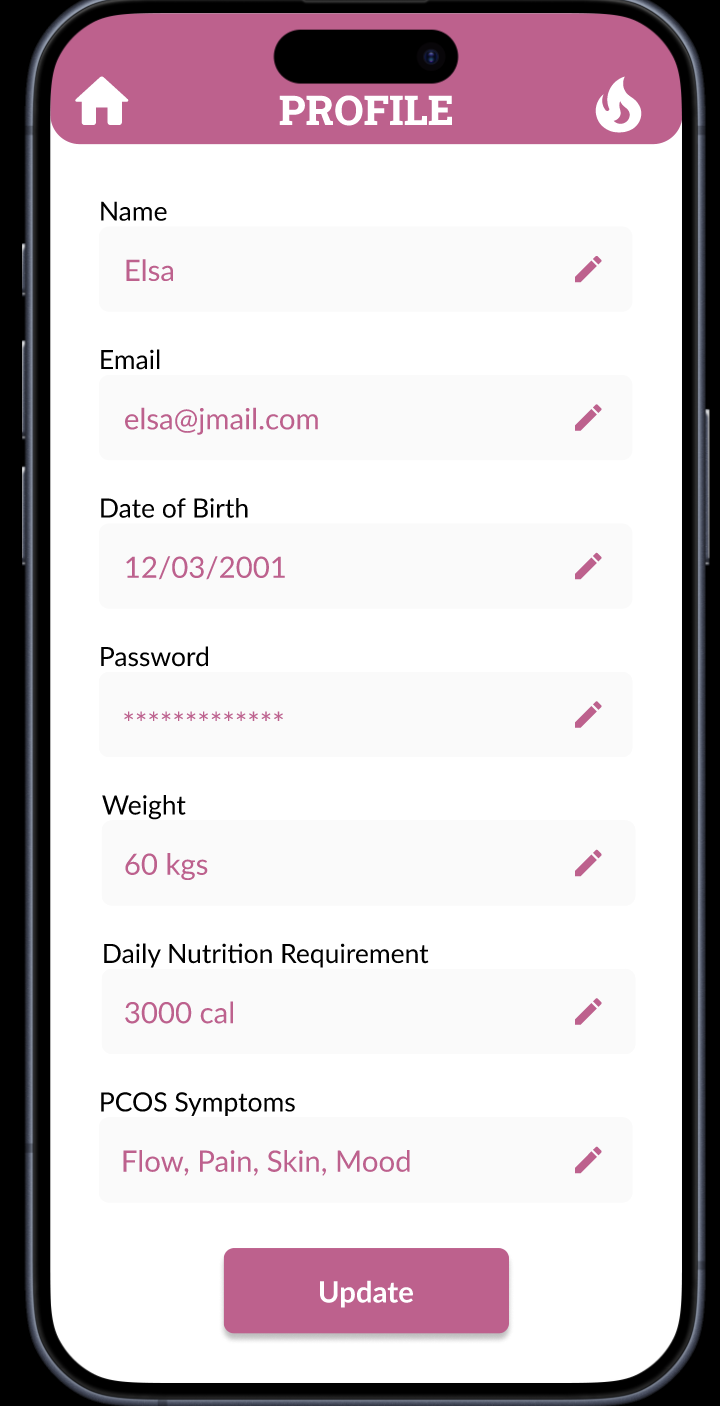 PROFILE
Name
Elsa
Email
elsa@jmail.com
Date of Birth
12/03/2001
Password
*************
Weight
60 kgs
Daily Nutrition Requirement
3000 cal
PCOS Symptoms
Flow, Pain, Skin, Mood
Update